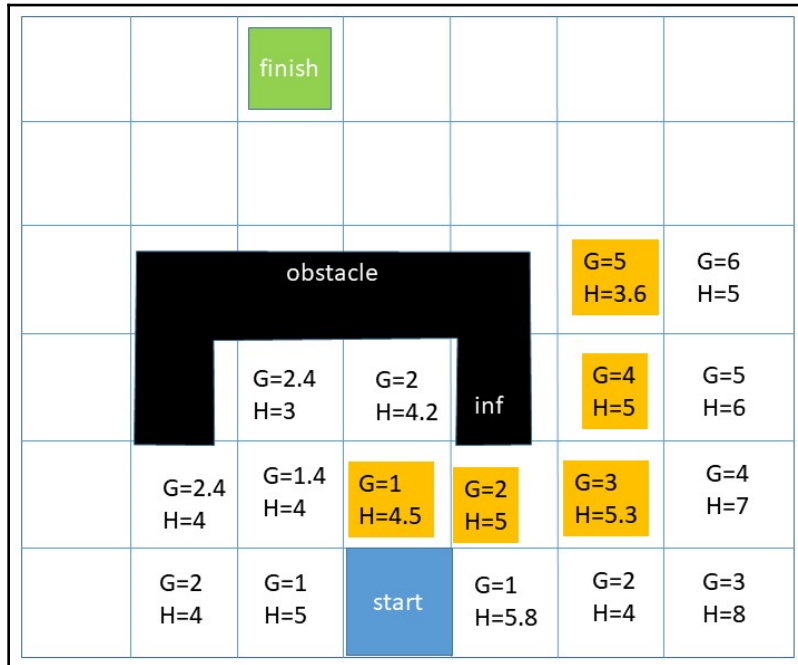 finish
obstacle
G=5
H=3.6
G=6
H=5
G=2.4
H=3
G=2
H=4.2
inf
G=4
H=5
G=5
H=6
G=2.4
H=4
G=1.4
H=4
G=1
H=4.5
G=2
H=5
G=3
H=5.3
G=4
H=7
G=2
H=4
G=1
H=5
start
G=1
H=5.8
G=2
H=4
G=3
H=8